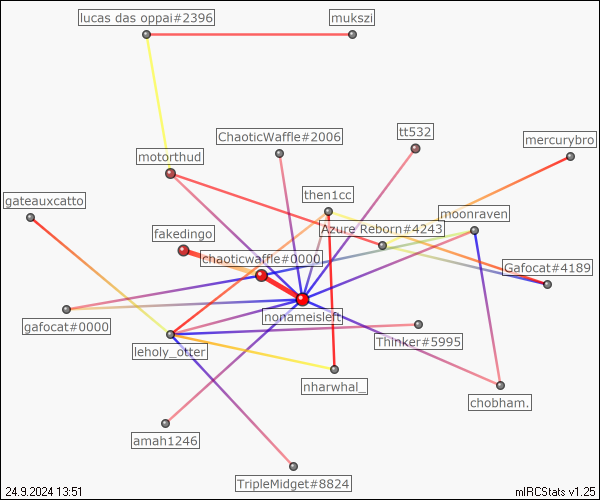 lucas das oppai#2396
mukszi
ChaoticWaffle#2006
tt532
mercurybro
motorthud
gateauxcatto
then1cc
moonraven
Azure Reborn#4243
fakedingo
chaoticwaffle#0000
Gafocat#4189
nonameisleft
gafocat#0000
Thinker#5995
leholy_otter
nharwhal_
chobham.
amah1246
TripleMidget#8824
24.9.2024 13:51
mIRCStats v1.25